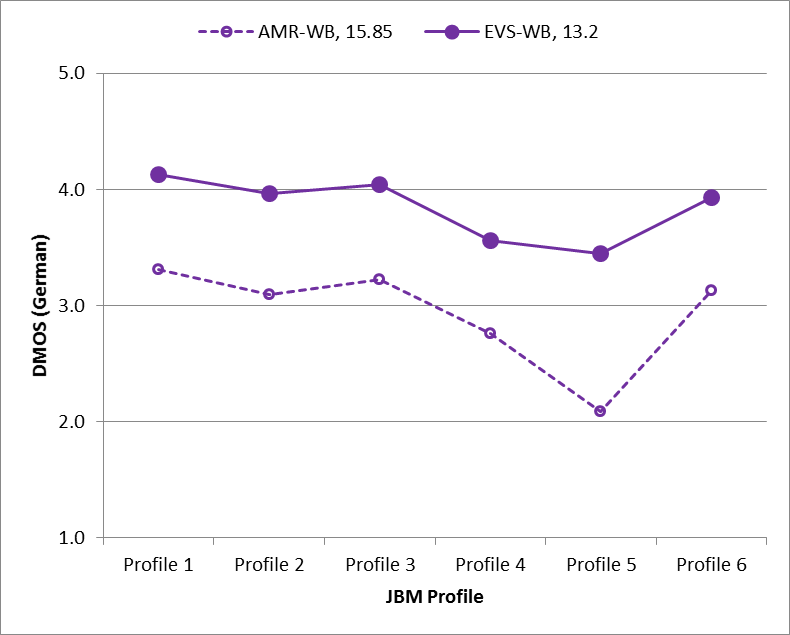 AMR-WB, 15.85 EVS-WB, 13.2
5.0
4.0
3.0
2.0
1.0
DMOS (German)
Profile 1 Profile 2 Profile 3 Profile 4 Profile 5 Profile 6
JBM Profile